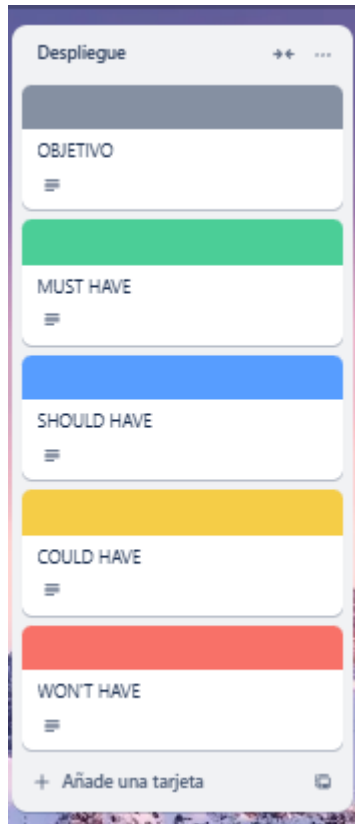 Despliegue
OBJETIVO
MUST HAVE
SHOULD HAVE
COULD HAVE
WON'T HAVE
+ Añade una tarjeta